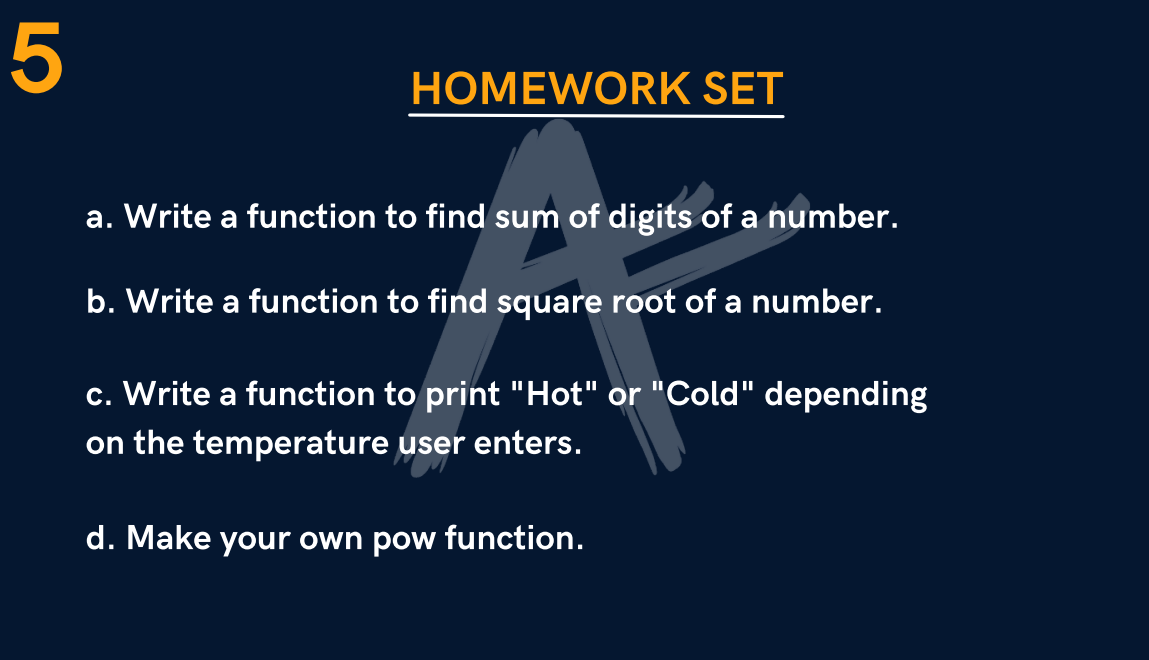 5
HOMEWORK SET
a. Write a function to find sum of digits of a number.
b. Write a function to find square root of a number.
c. Write a function to print "Hot" or "Cold" depending
on the temperature user enters.
d. Make your own pow function.